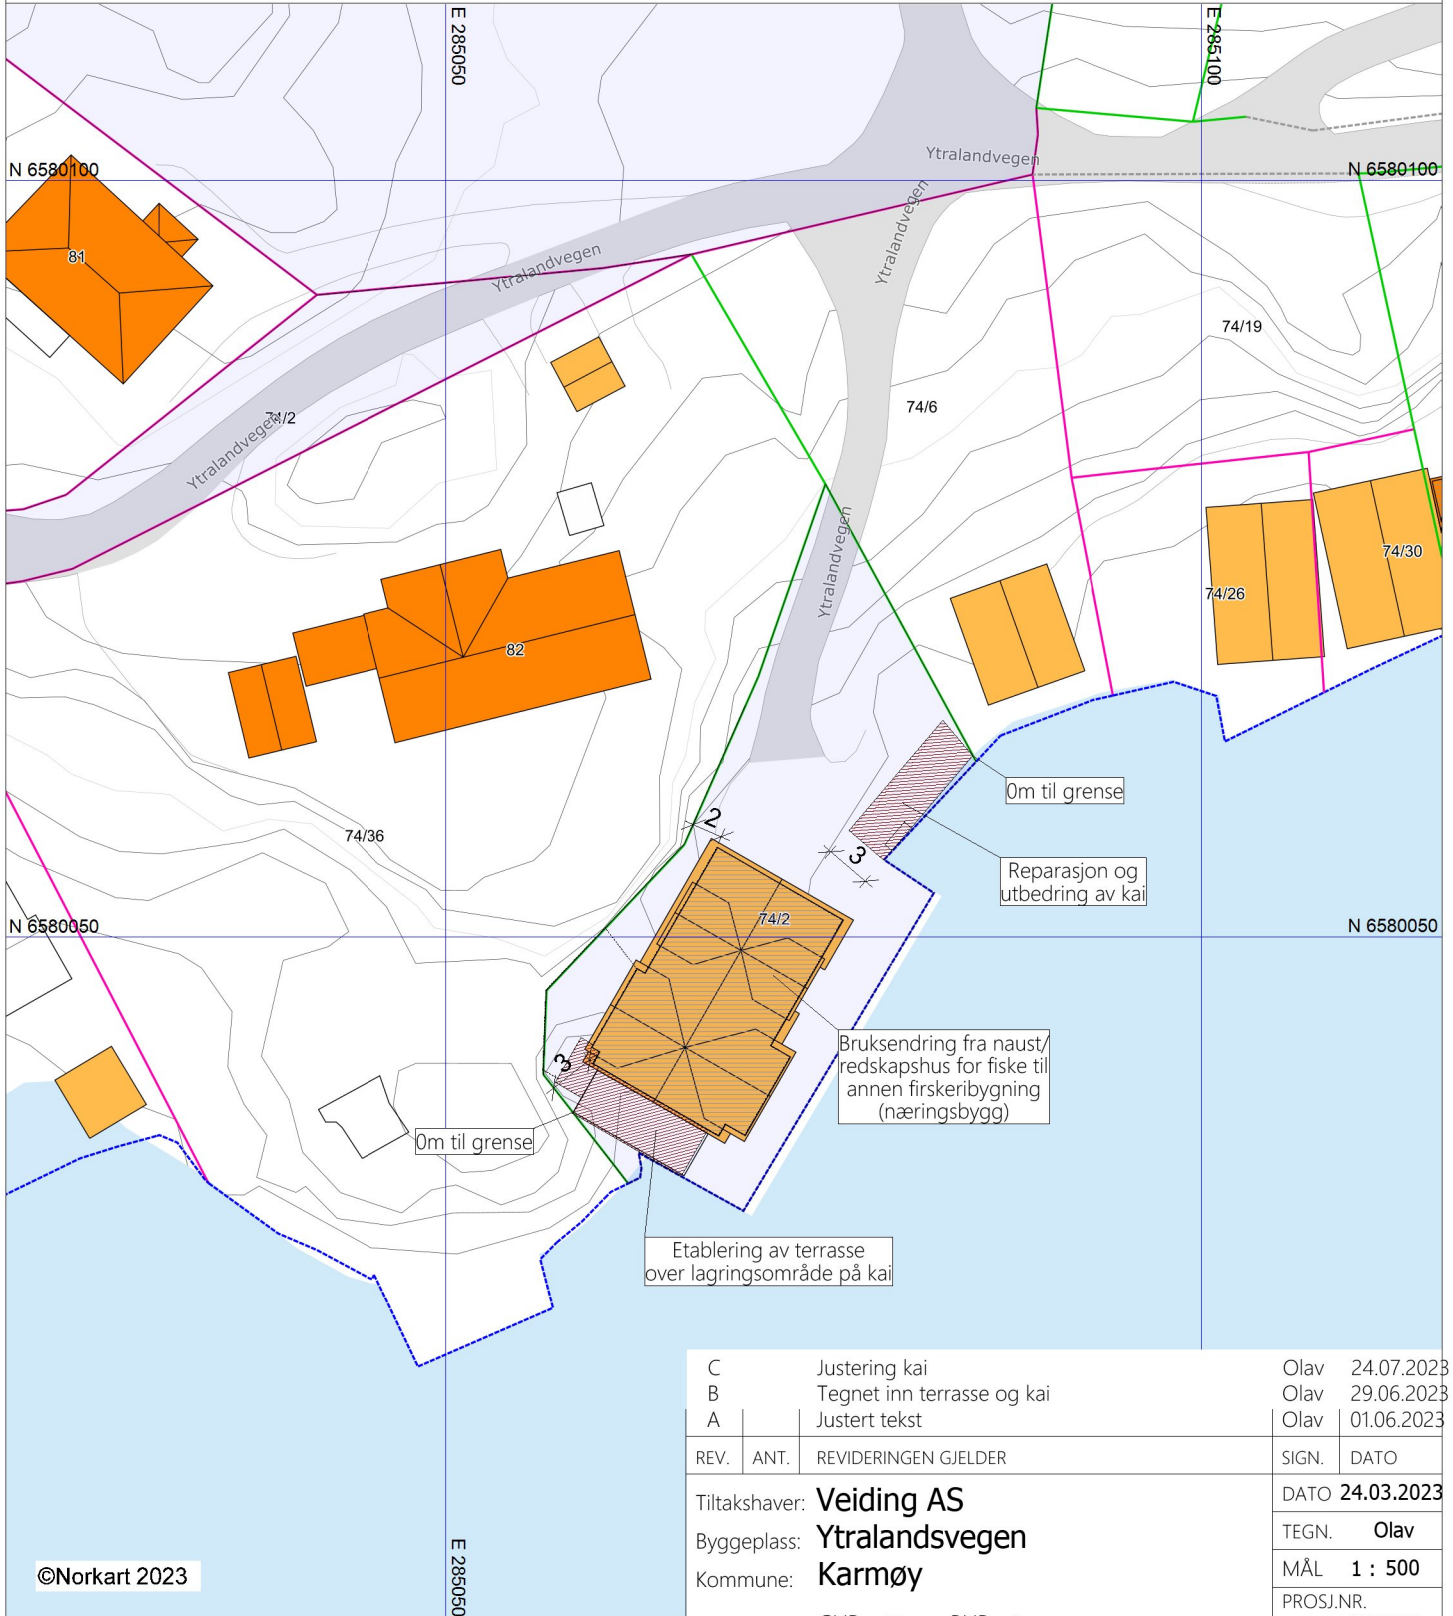 E 285050
E 285100
Ytralandvegen
N 6580100
N 6580100
Ytralandvegen
Ytralandvegen
81
74/19
74/6
74/2
Ytralandvegen
Ytralandvegen
74/30
74/26
82
0m til grense
2
3
74/36
Reparasjon og
utbedring av kai
74/2
N 6580050
N 6580050
Bruksendring fra naust/
redskapshus for fiske til
annen firskeribygning
(næringsbygg)
3
0m til grense
Etablering av terrasse
over lagringsområde på kai
C Justering kai Olav 24.07.2023
B Tegnet inn terrasse og kai Olav 29.06.2023
A Justert tekst Olav 01.06.2023
REV. ANT. REVIDERINGEN GJELDER SIGN. DATO
Tiltakshaver: Veiding AS
DATO 24.03.2023
Byggeplass: Ytralandsvegen
TEGN. Olav
Kommune: Karmøy
MÅL 1 : 500
PROSJ.NR.
E 285050
©Norkart 2023